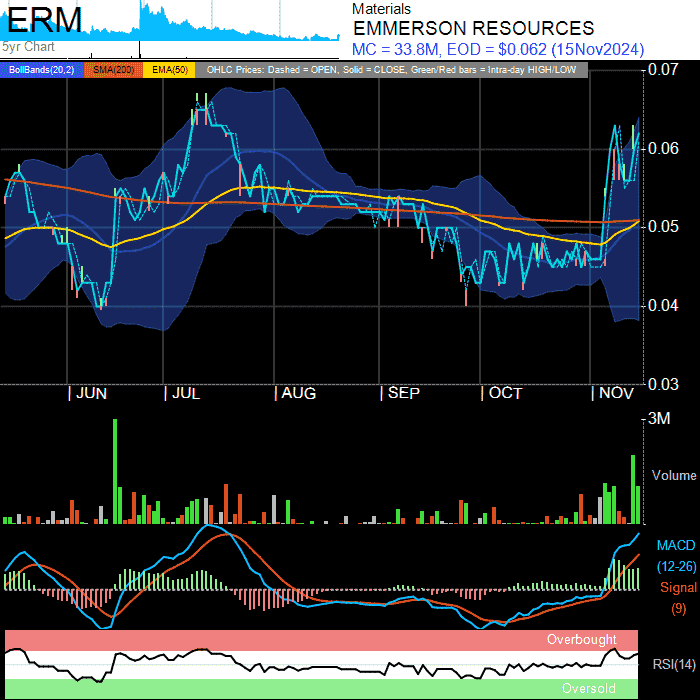 ERM
5yr Chart
Materials
EMMERSON RESOURCES
MC = 33.8M, EOD = $0.062 (15Nov2024)
BollBands(20,2) SMA(200) EMA(50) OHLC Prices: Dashed = OPEN, Solid = CLOSE, Green/Red bars = Intra-day HIGH/LOW
0.07
0.06
0.05
0.04
0.03
JUN JUL AUG SEP OCT NOV
3M
Volume
MACD
(12-26)
Signal
(9)
Overbought
RSI(14)
Oversold